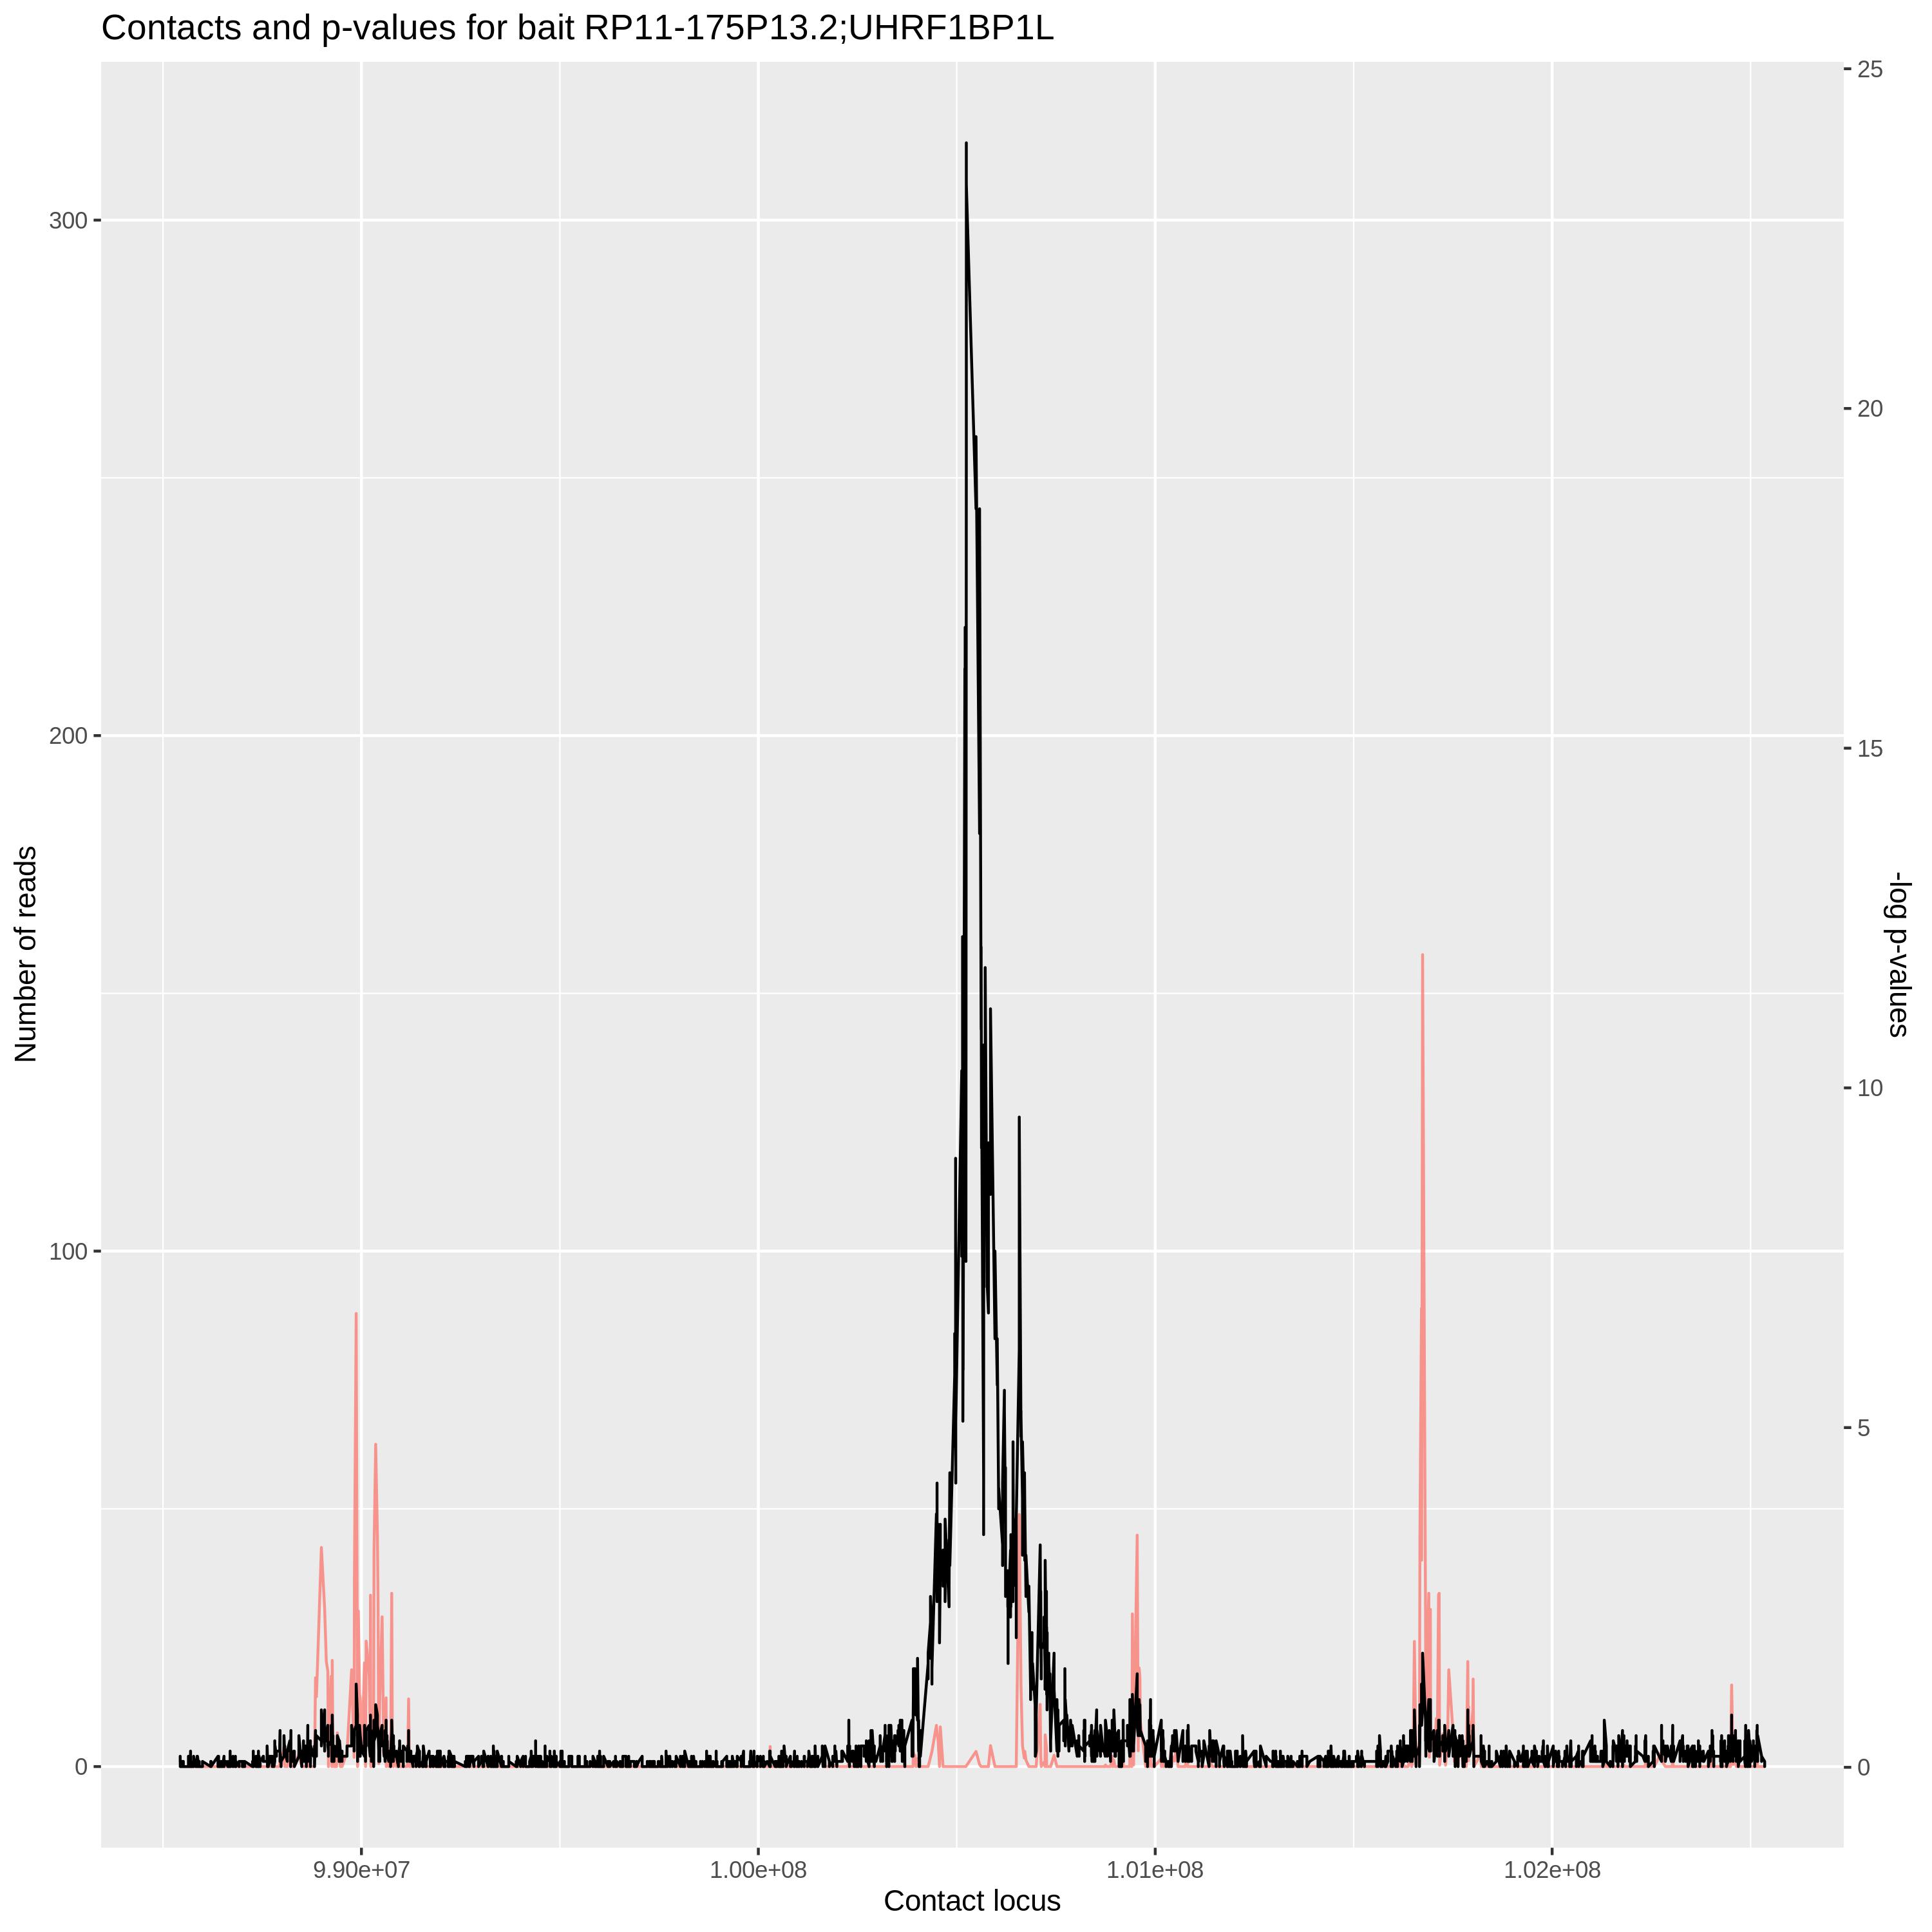 Contacts and p-values for bait RP11-175P13.2;UHRF1BP1L
25
300
20
200
15
Number of reads
-log p-values
10
100
5
0
0
9.90e+07
1.00e+08
1.01e+08
1.02e+08
Contact locus